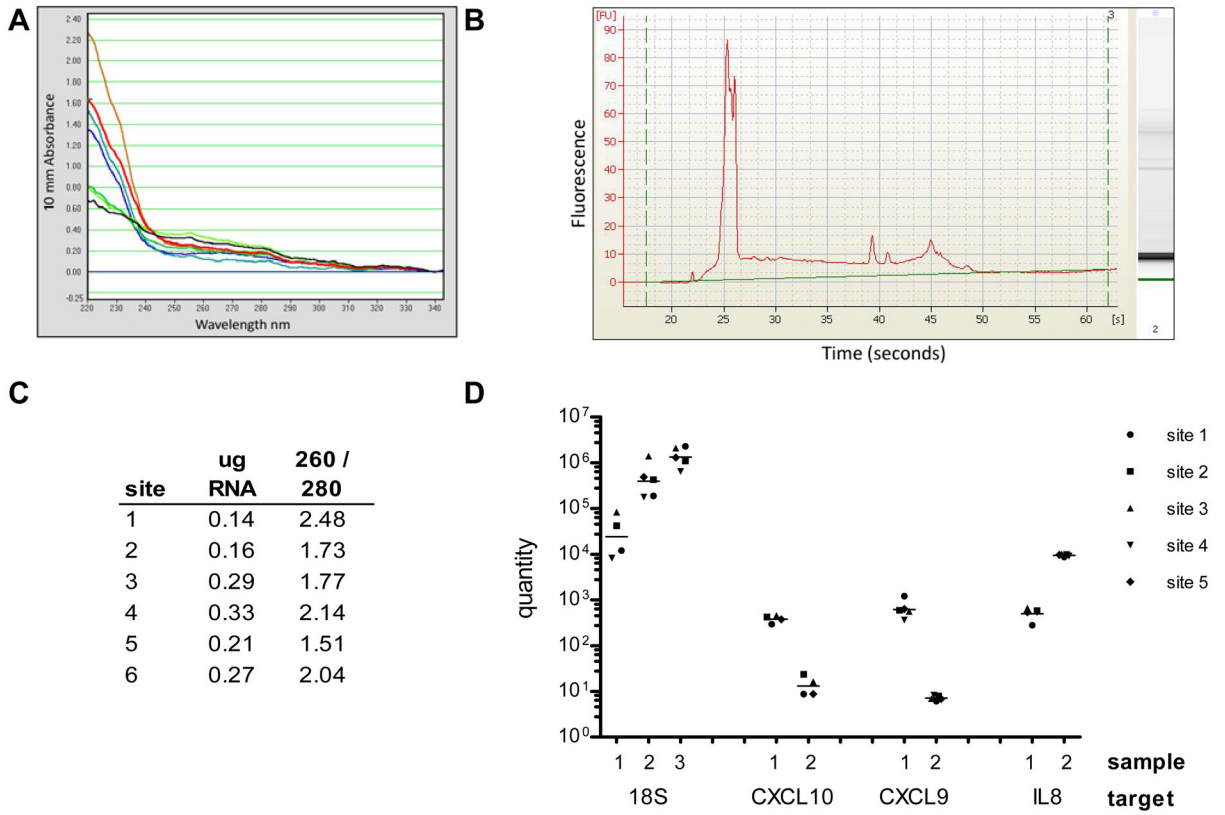 A
10 mm Absorbance
2.40
2.20
2.00
1.80
1.60
1.40
1.20
1.00
0.80
0.60
0.40
0.20
0.00
-0.25
220 230 240 250 260 270 280 290 300 310 320 330 340
Wavelength nm
B
[FU]
Fluorescence
90
80
70
60
50
40
30
20
10
0
20 25 30 35 40 45 50 55 60 [s]
Time (seconds)
3
2
C
ug 260 /
site RNA 280
1 0.14 2.48
2 0.16 1.73
3 0.29 1.77
4 0.33 2.14
5 0.21 1.51
6 0.27 2.04
D
quantity
10⁷
10⁶
10⁵
10⁴
10³
10²
10¹
10⁰
1 2 3 1 2 1 2 1 2 sample
18S CXCL10 CXCL9 IL8 target
site 1
site 2
site 3
site 4
site 5